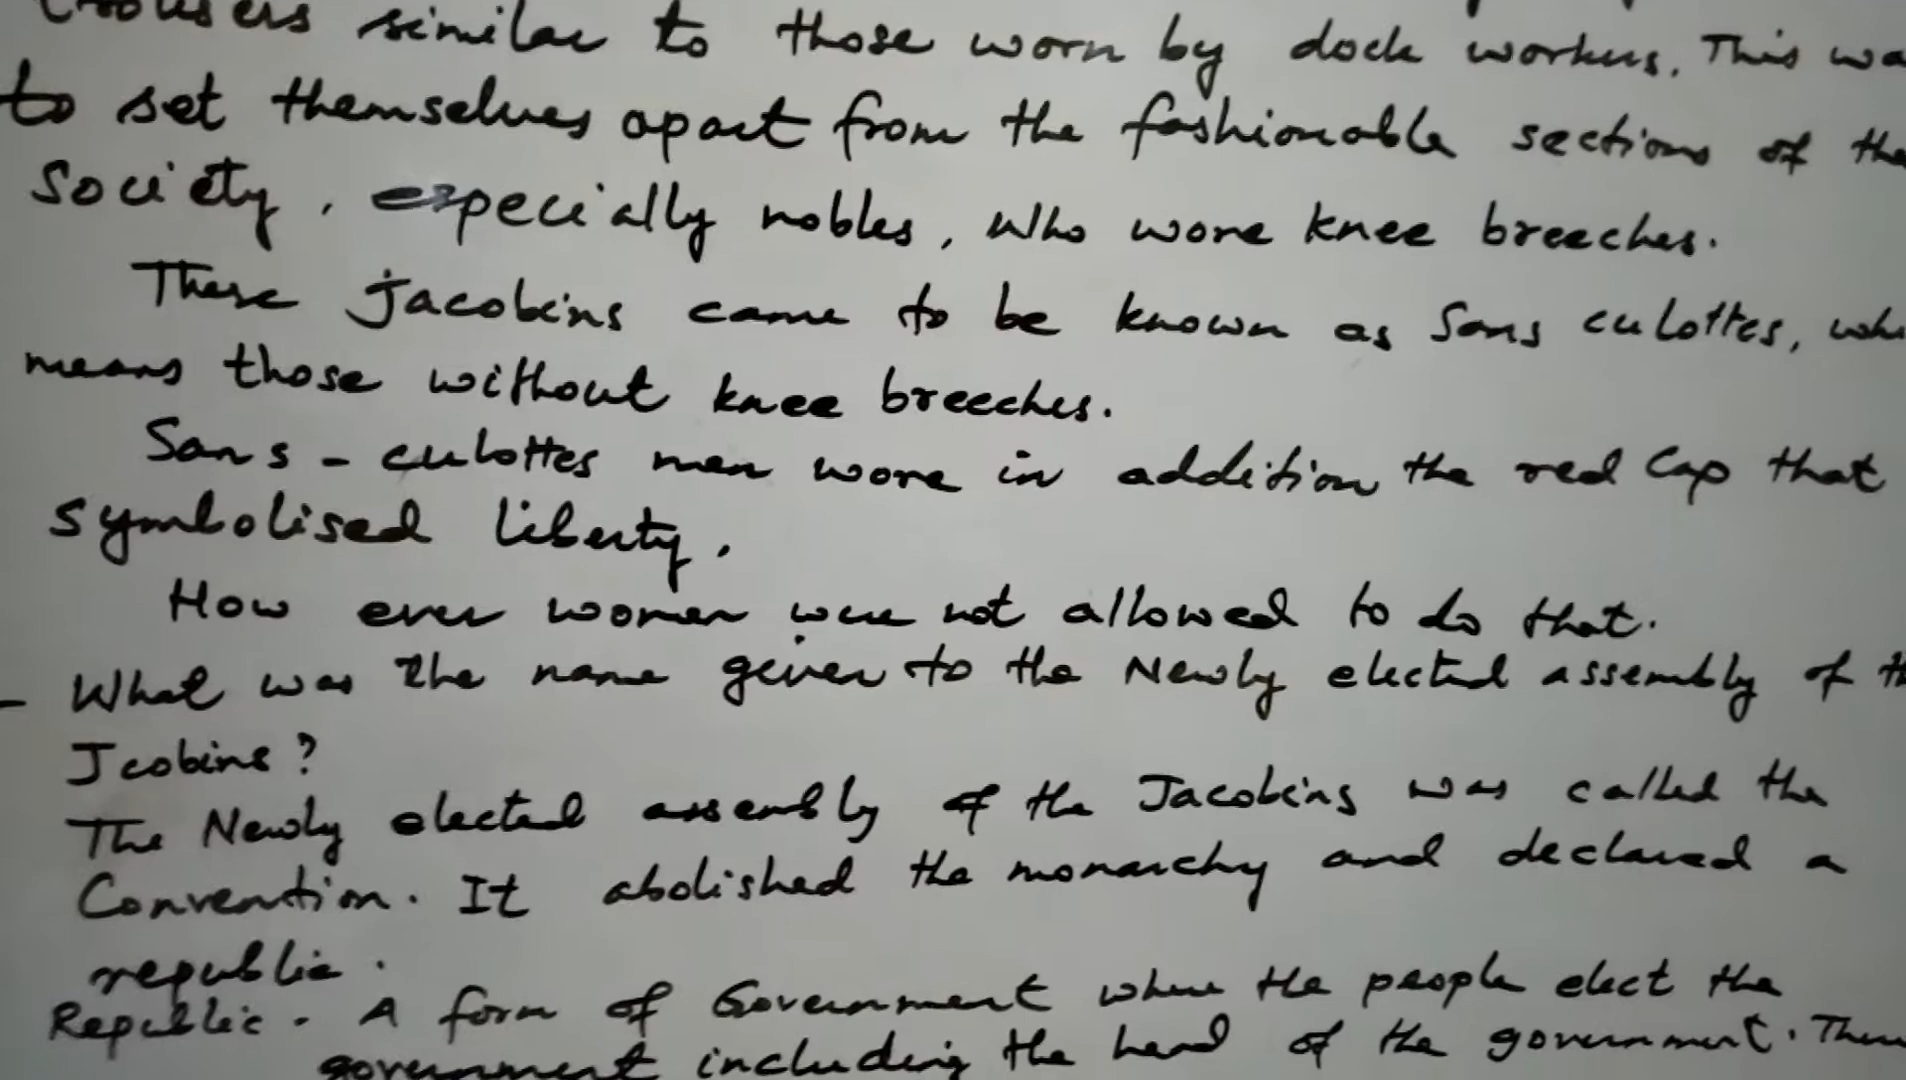 trousers similar to those worn by dock workers. This wa
to set themselves apart from the fashionable sections of the
society, especially nobles, who wore knee breeches.
These Jacobins came to be known as Sans culottes, whi
means those without knee breeches.
Sans - culottes men wore in addition the red Cap that
symbolised liberty.
How ever women were not allowed to do that.
- What was the name given to the Newly elected assembly of th
Jcobins?
The Newly elected assembly of the Jacobins was called the
Convention. It abolished the monarchy and declared a
republic.
Republic - A form of Government where the people elect the
government including the head of the government. Ther